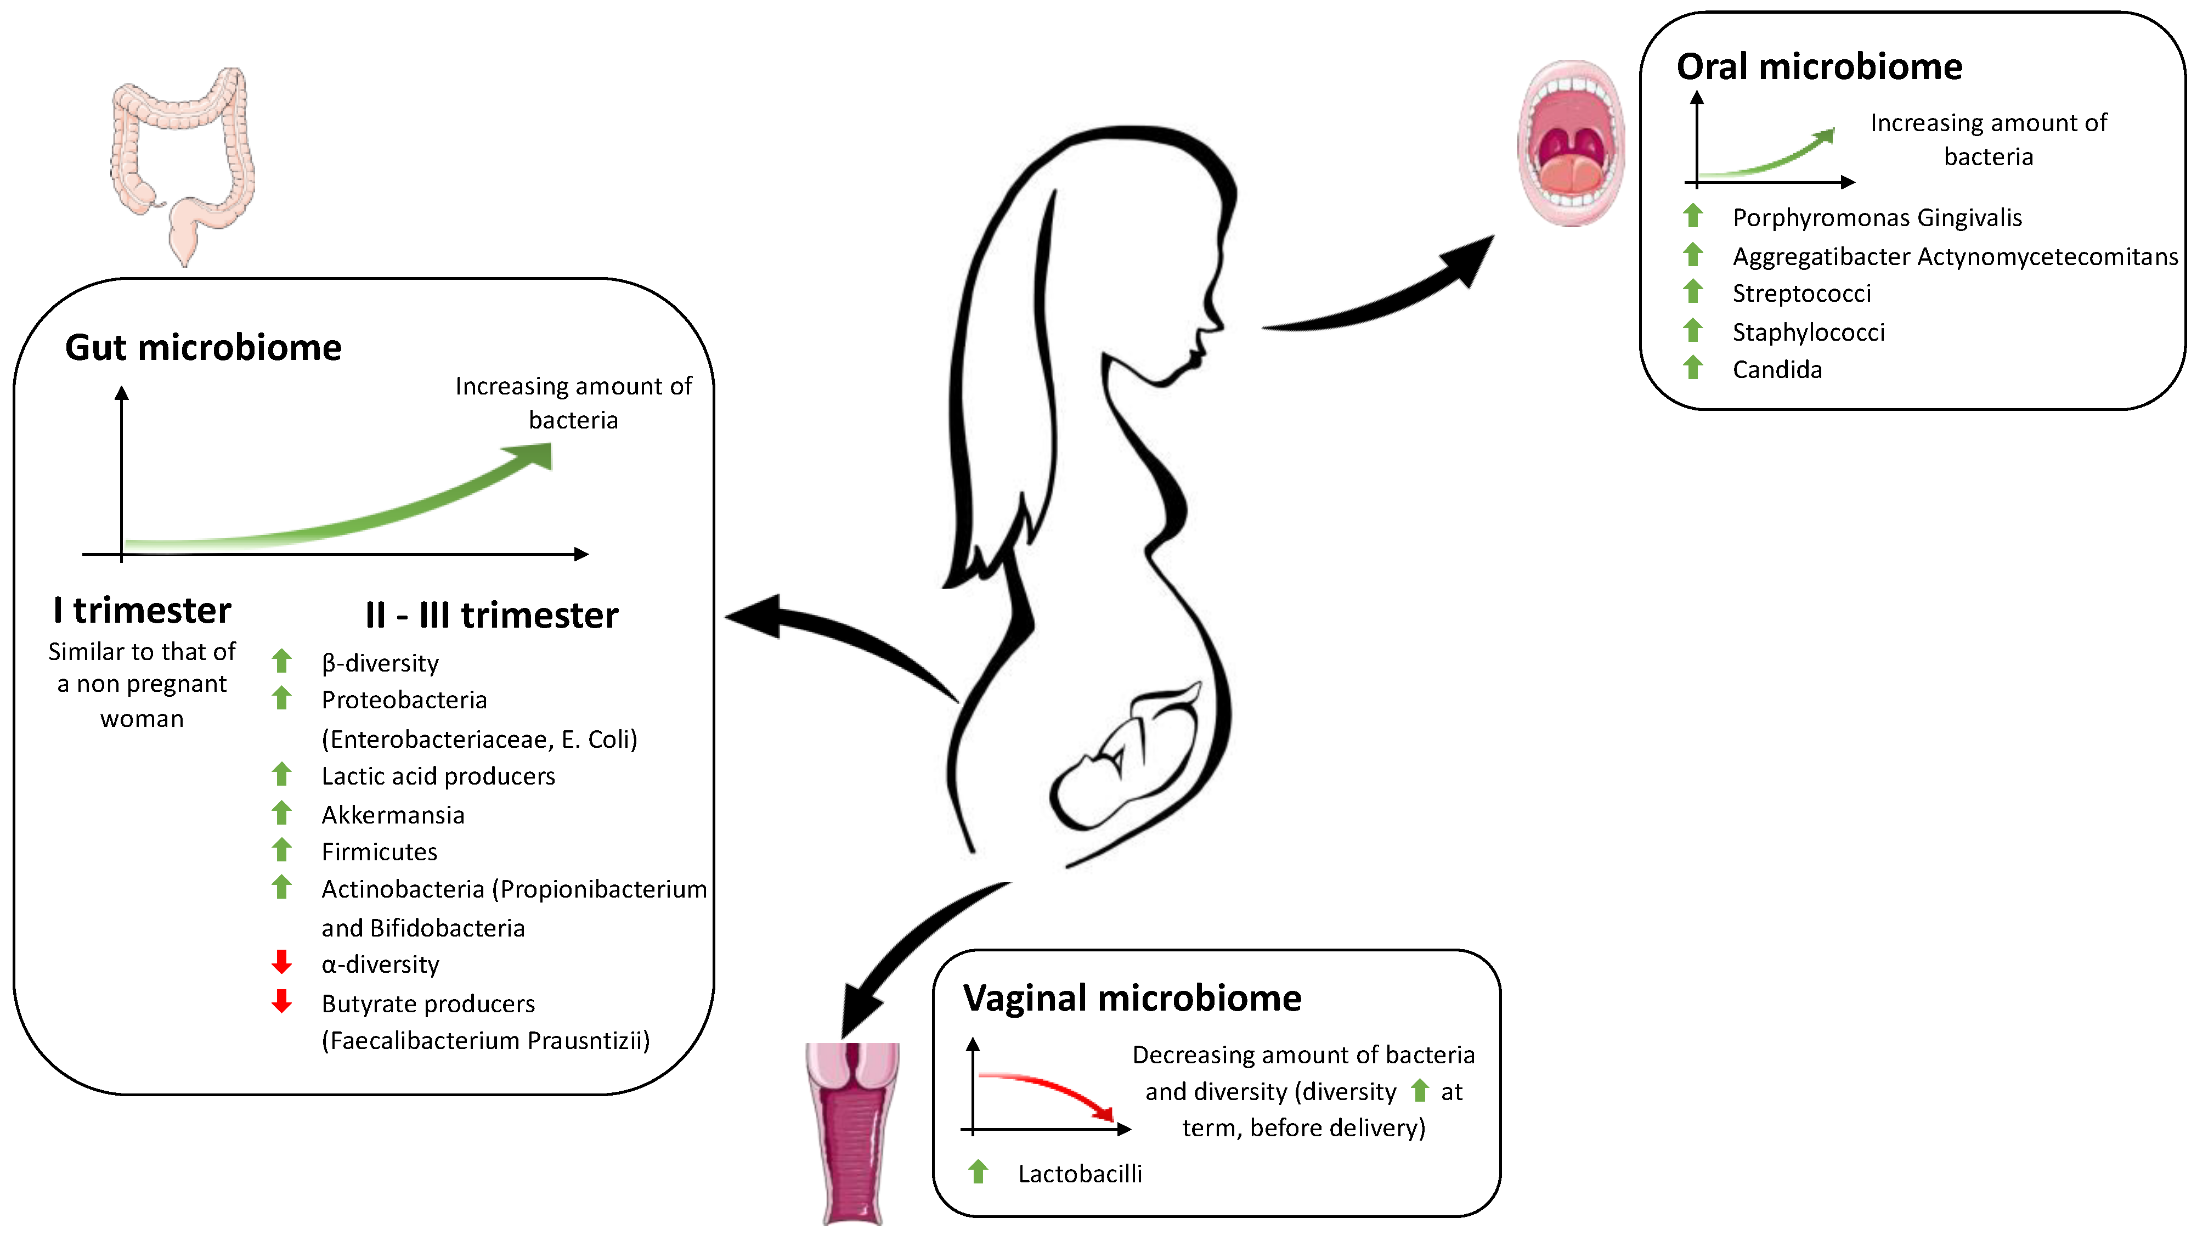 Oral microbiome
Increasing amount of
bacteria
Porphyromonas Gingivalis
Aggregatibacter Actynomycetecomitans
Streptococci
Staphylococci
Candida
Gut microbiome
Increasing amount of
bacteria
I trimester
Similar to that of
a non pregnant
woman
II - III trimester
β-diversity
Proteobacteria
(Enterobacteriaceae, E. Coli)
Lactic acid producers
Akkermansia
Firmicutes
Actinobacteria (Propionibacterium
and Bifidobacteria
α-diversity
Butyrate producers
(Faecalibacterium Prausntizii)
Vaginal microbiome
Decreasing amount of bacteria
and diversity (diversity at
term, before delivery)
Lactobacilli